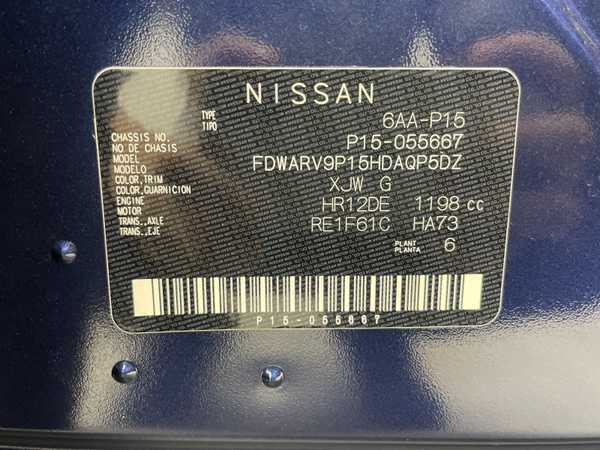 NISSAN
TYPE
TIPO
6AA-P15
CHASSIS NO.
NO DE CHASIS
P15-055667
MODEL
MODELO
FDWARV9P15HDAQP5DZ
COLOR, TRIM
COLOR, GUARNICION
XJW G
ENGINE
MOTOR
HR12DE 1198 cc
TRANS., AXLE
TRANS., EJE
RE1F61C HA73
PLANT
PLANTA
6
P15-055667